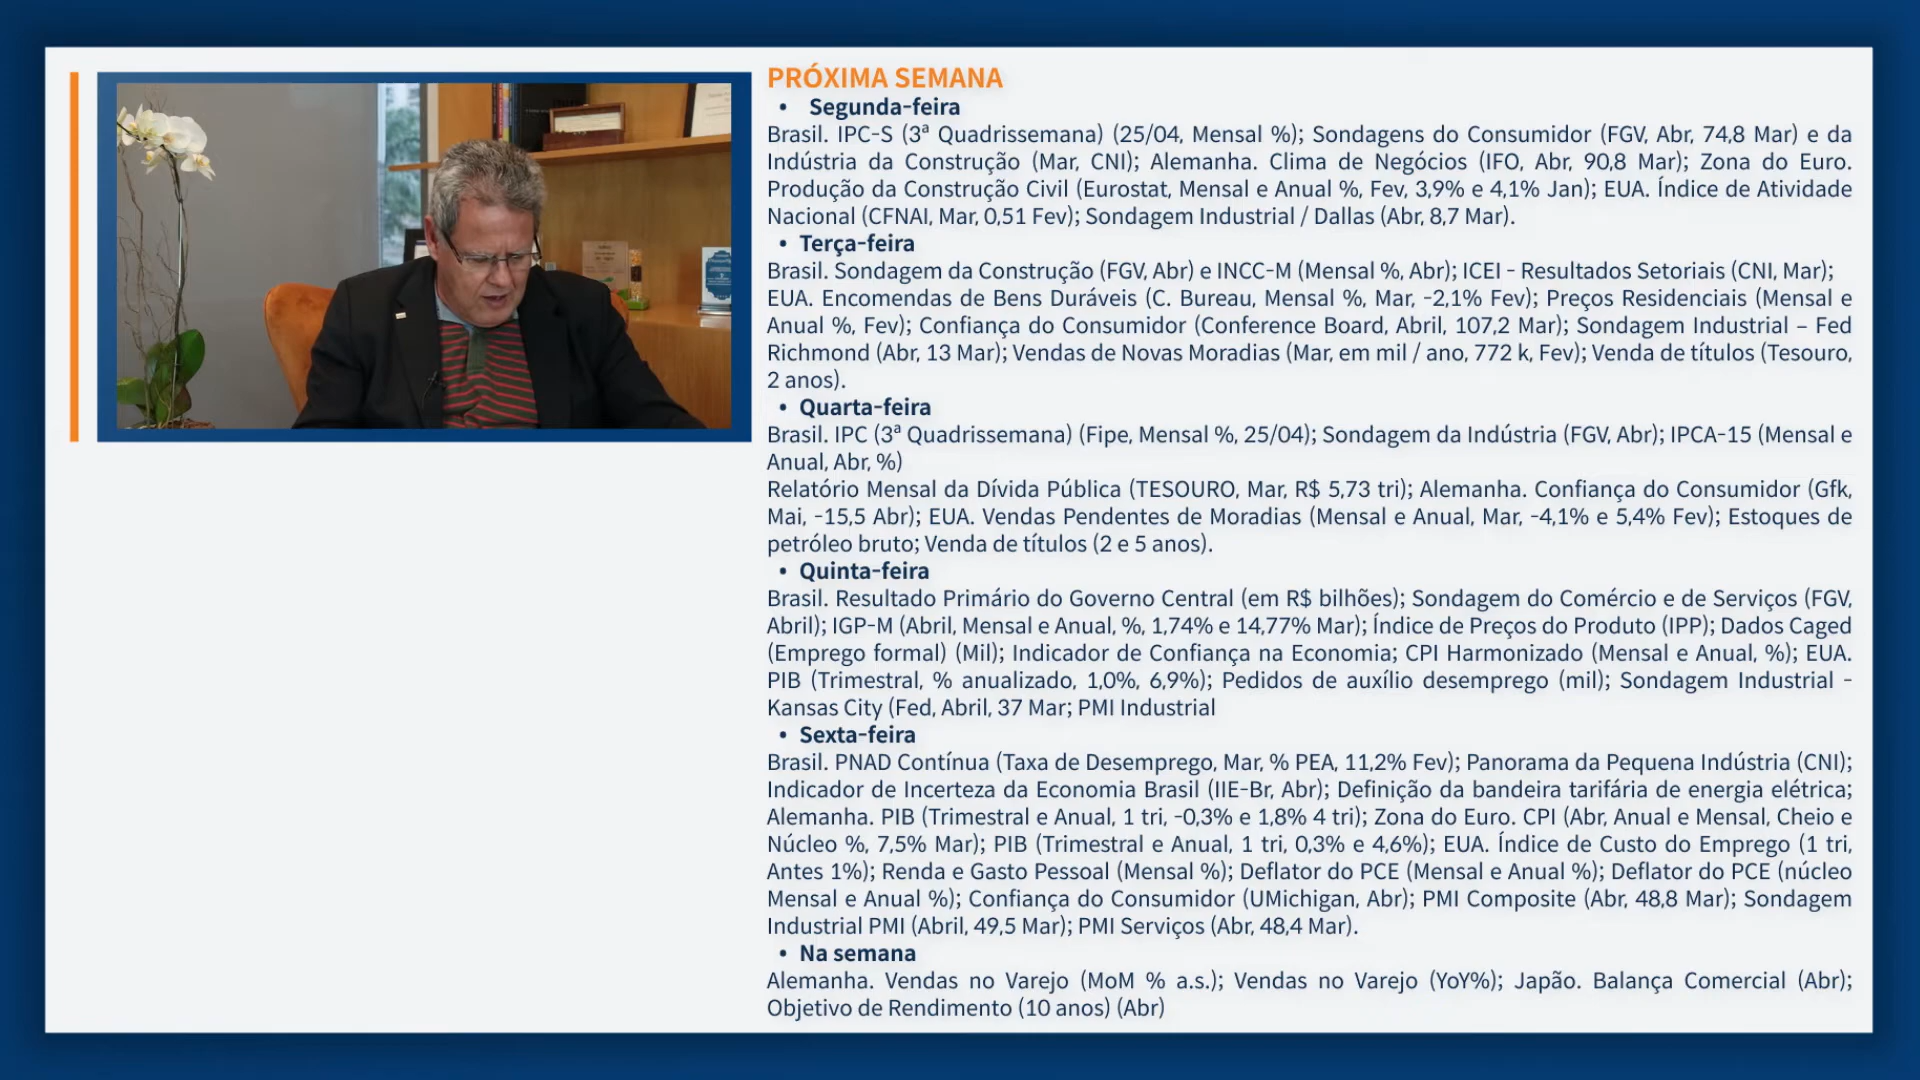 PRÓXIMA SEMANA
• Segunda-feira
Brasil. IPC-S (3ª Quadrissemana) (25/04, Mensal %); Sondagens do Consumidor (FGV, Abr, 74,8 Mar) e da
Indústria da Construção (Mar, CNI); Alemanha. Clima de Negócios (IFO, Abr, 90,8 Mar); Zona do Euro.
Produção da Construção Civil (Eurostat, Mensal e Anual %, Fev, 3,9% e 4,1% Jan); EUA. Índice de Atividade
Nacional (CFNAI, Mar, 0,51 Fev); Sondagem Industrial / Dallas (Abr, 8,7 Mar).
• Terça-feira
Brasil. Sondagem da Construção (FGV, Abr) e INCC-M (Mensal %, Abr); ICEI - Resultados Setoriais (CNI, Mar);
EUA. Encomendas de Bens Duráveis (C. Bureau, Mensal %, Mar, -2,1% Fev); Preços Residenciais (Mensal e
Anual %, Fev); Confiança do Consumidor (Conference Board, Abril, 107,2 Mar); Sondagem Industrial – Fed
Richmond (Abr, 13 Mar); Vendas de Novas Moradias (Mar, em mil / ano, 772 k, Fev); Venda de títulos (Tesouro,
2 anos).
• Quarta-feira
Brasil. IPC (3ª Quadrissemana) (Fipe, Mensal %, 25/04); Sondagem da Indústria (FGV, Abr); IPCA-15 (Mensal e
Anual, Abr, %)
Relatório Mensal da Dívida Pública (TESOURO, Mar, R$ 5,73 tri); Alemanha. Confiança do Consumidor (Gfk,
Mai, -15,5 Abr); EUA. Vendas Pendentes de Moradias (Mensal e Anual, Mar, -4,1% e 5,4% Fev); Estoques de
petróleo bruto; Venda de títulos (2 e 5 anos).
• Quinta-feira
Brasil. Resultado Primário do Governo Central (em R$ bilhões); Sondagem do Comércio e de Serviços (FGV,
Abril); IGP-M (Abril, Mensal e Anual, %, 1,74% e 14,77% Mar); Índice de Preços do Produto (IPP); Dados Caged
(Emprego formal) (Mil); Indicador de Confiança na Economia; CPI Harmonizado (Mensal e Anual, %); EUA.
PIB (Trimestral, % anualizado, 1,0%, 6,9%); Pedidos de auxílio desemprego (mil); Sondagem Industrial -
Kansas City (Fed, Abril, 37 Mar; PMI Industrial
• Sexta-feira
Brasil. PNAD Contínua (Taxa de Desemprego, Mar, % PEA, 11,2% Fev); Panorama da Pequena Indústria (CNI);
Indicador de Incerteza da Economia Brasil (IIE-Br, Abr); Definição da bandeira tarifária de energia elétrica;
Alemanha. PIB (Trimestral e Anual, 1 tri, -0,3% e 1,8% 4 tri); Zona do Euro. CPI (Abr, Anual e Mensal, Cheio e
Núcleo %, 7,5% Mar); PIB (Trimestral e Anual, 1 tri, 0,3% e 4,6%); EUA. Índice de Custo do Emprego (1 tri,
Antes 1%); Renda e Gasto Pessoal (Mensal %); Deflator do PCE (Mensal e Anual %); Deflator do PCE (núcleo
Mensal e Anual %); Confiança do Consumidor (UMichigan, Abr); PMI Composite (Abr, 48,8 Mar); Sondagem
Industrial PMI (Abril, 49,5 Mar); PMI Serviços (Abr, 48,4 Mar).
• Na semana
Alemanha. Vendas no Varejo (MoM % a.s.); Vendas no Varejo (YoY%); Japão. Balança Comercial (Abr);
Objetivo de Rendimento (10 anos) (Abr)